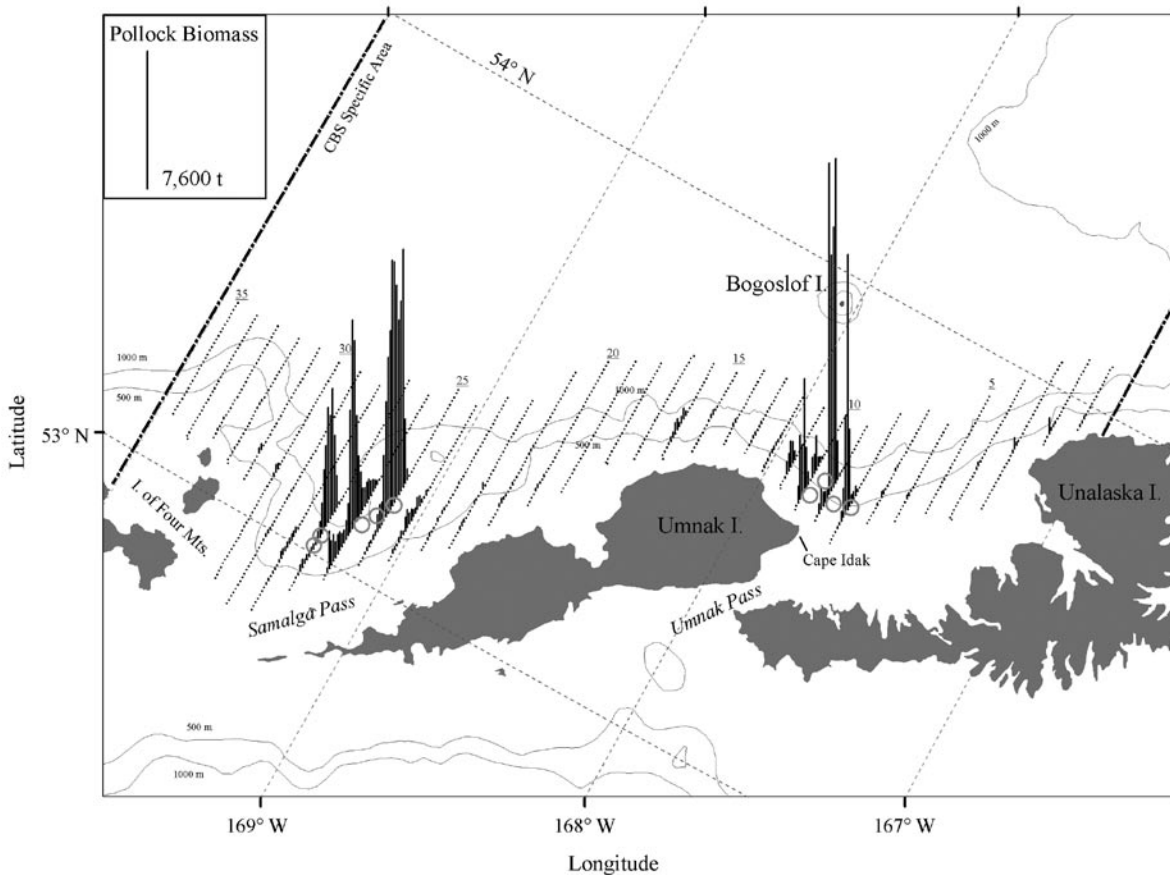 Pollock Biomass
7,600 t
CBS Specific Area
54° N
1000 m
Bogoslof I.
35
30
25
20
15
10
5
1000 m
500 m
1000 m
500 m
53° N
Latitude
I. of Four Mts.
Umnak I.
Unalaska I.
Cape Idak
Samalga Pass
Umnak Pass
500 m
1000 m
169° W
168° W
167° W
Longitude